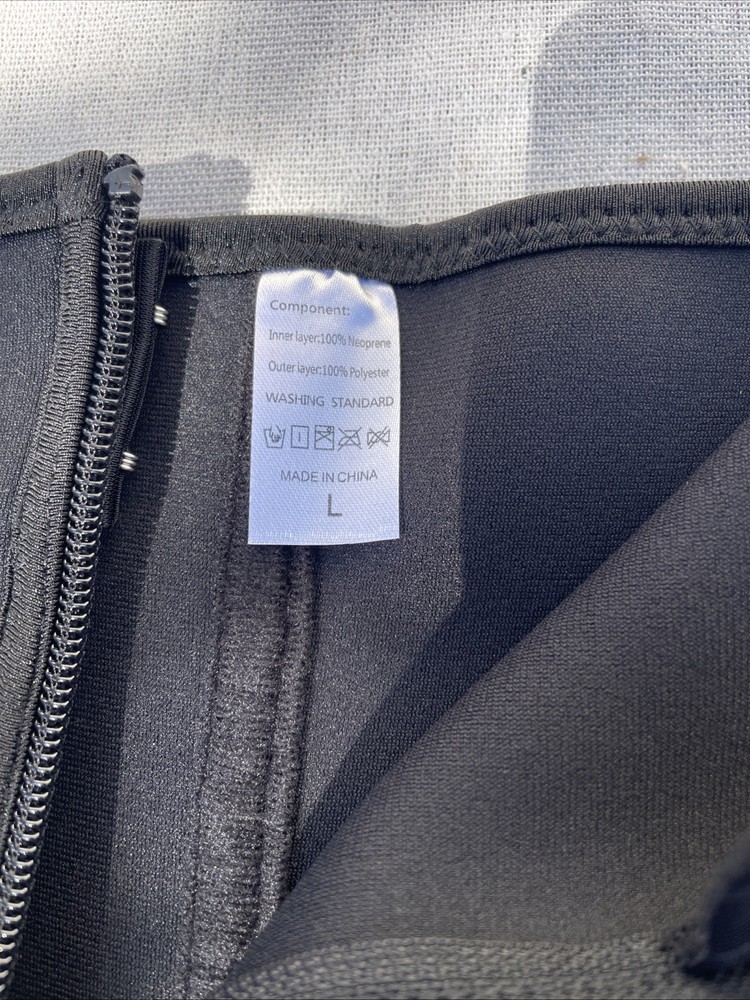 Component:
Inner layer:100% Neoprene
Outer layer:100% Polyester
WASHING STANDARD
MADE IN CHINA
L